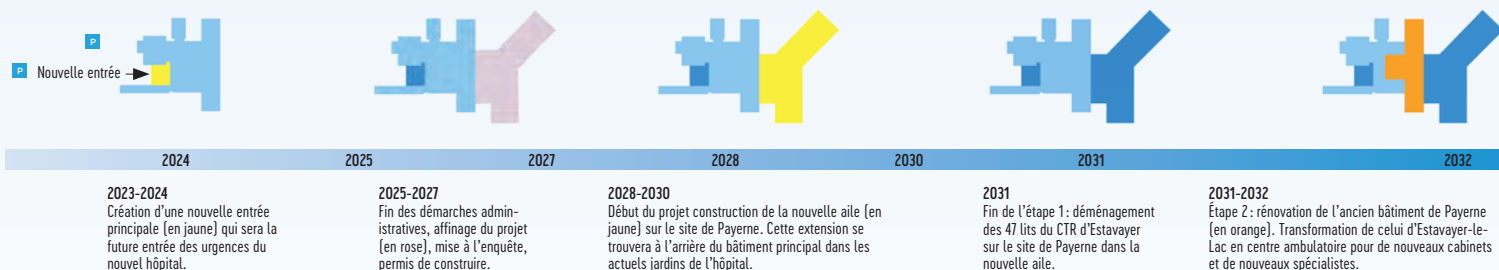 P
P Nouvelle entrée
2024 2025 2027 2028 2030 2031 2032
2023-2024
Création d'une nouvelle entrée
principale (en jaune) qui sera la
future entrée des urgences du
nouvel hôpital.
2025-2027
Fin des démarches admin-
istratives, affinage du projet
(en rose), mise à l'enquête,
permis de construire.
2028-2030
Début du projet construction de la nouvelle aile (en
jaune) sur le site de Payerne. Cette extension se
trouvera à l'arrière du bâtiment principal dans les
actuels jardins de l'hôpital.
2031
Fin de l'étape 1 : déménagement
des 47 lits du CTR d'Estavayer
sur le site de Payerne dans la
nouvelle aile.
2031-2032
Étape 2 : rénovation de l'ancien bâtiment de Payerne
(en orange). Transformation de celui d'Estavayer-le-
Lac en centre ambulatoire pour de nouveaux cabinets
et de nouveaux spécialistes.